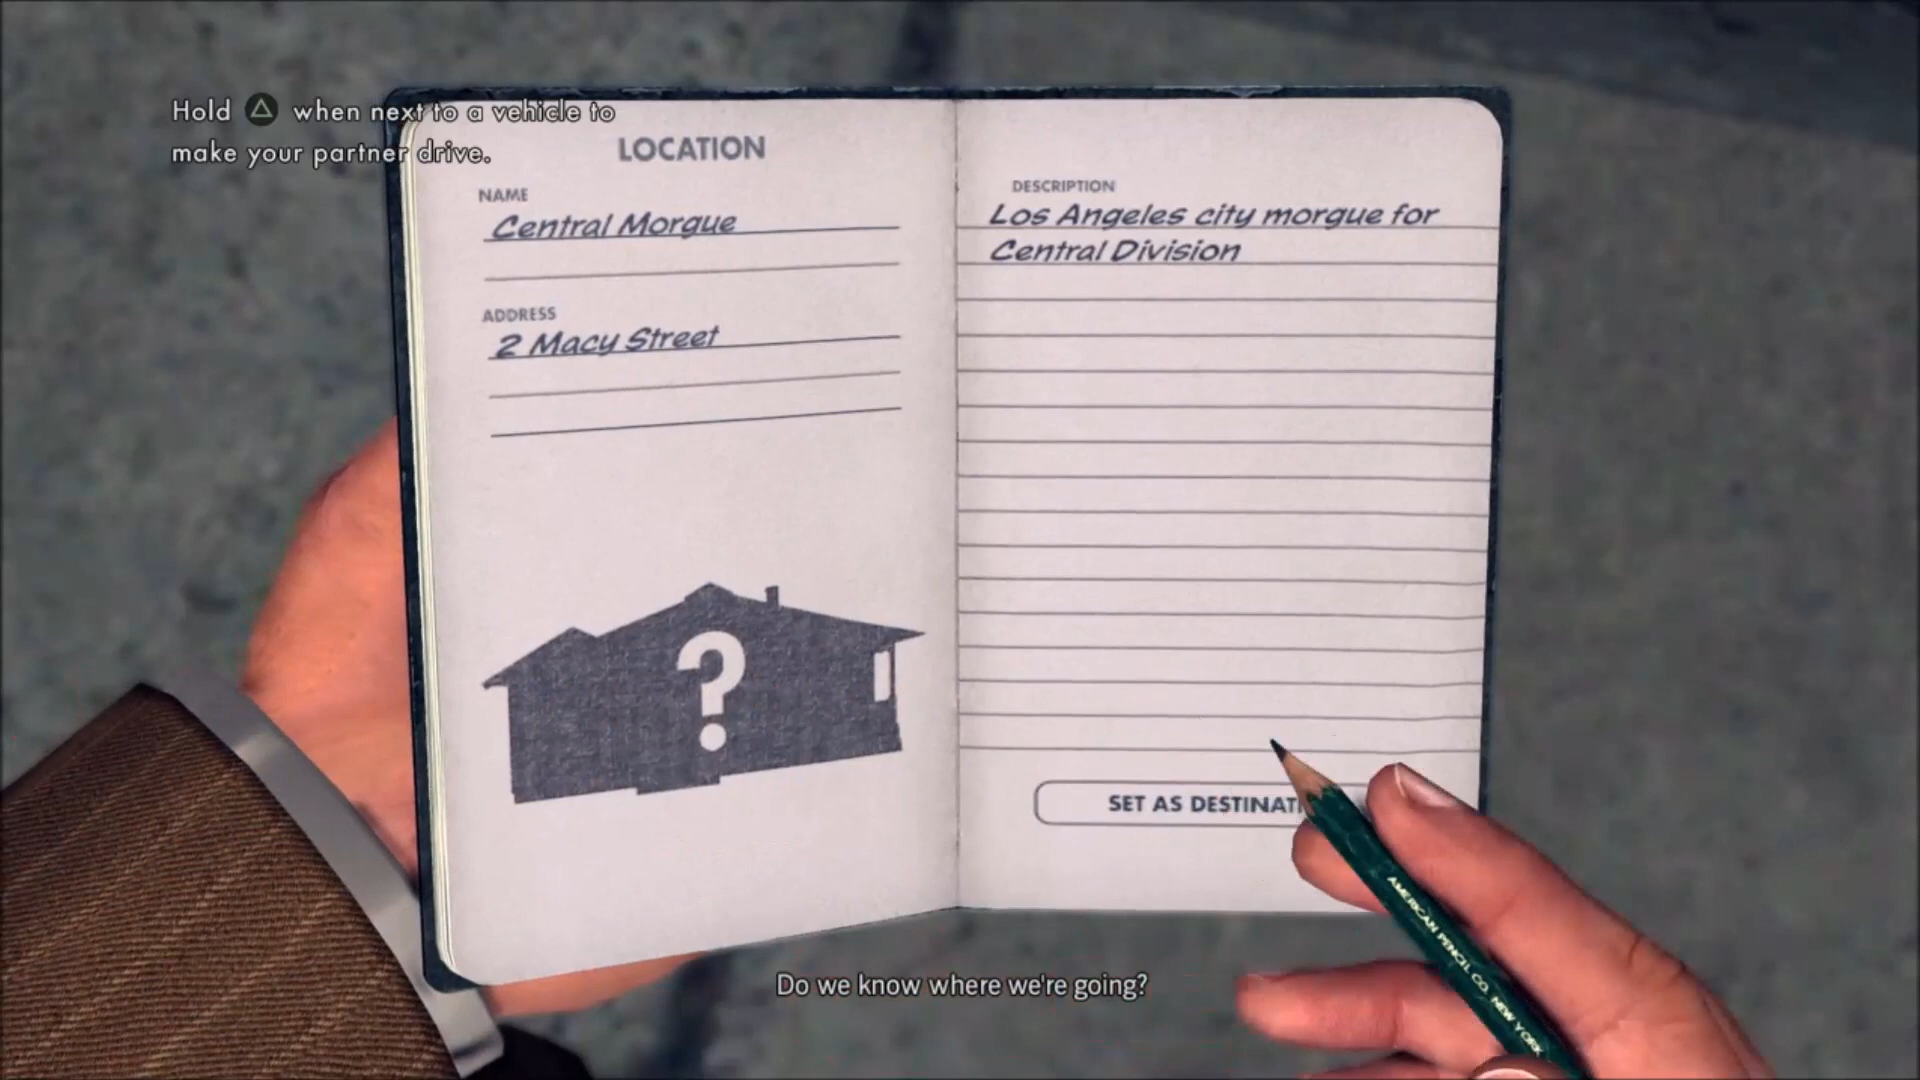 Hold △ when next to a vehicle to
make your partner drive.
LOCATION
NAME
Central Morgue
ADDRESS
2 Macy Street
?
DESCRIPTION
Los Angeles city morgue for
Central Division
SET AS DESTINATI
AMERICAN PENCIL CO. NEW YORK
Do we know where we're going?